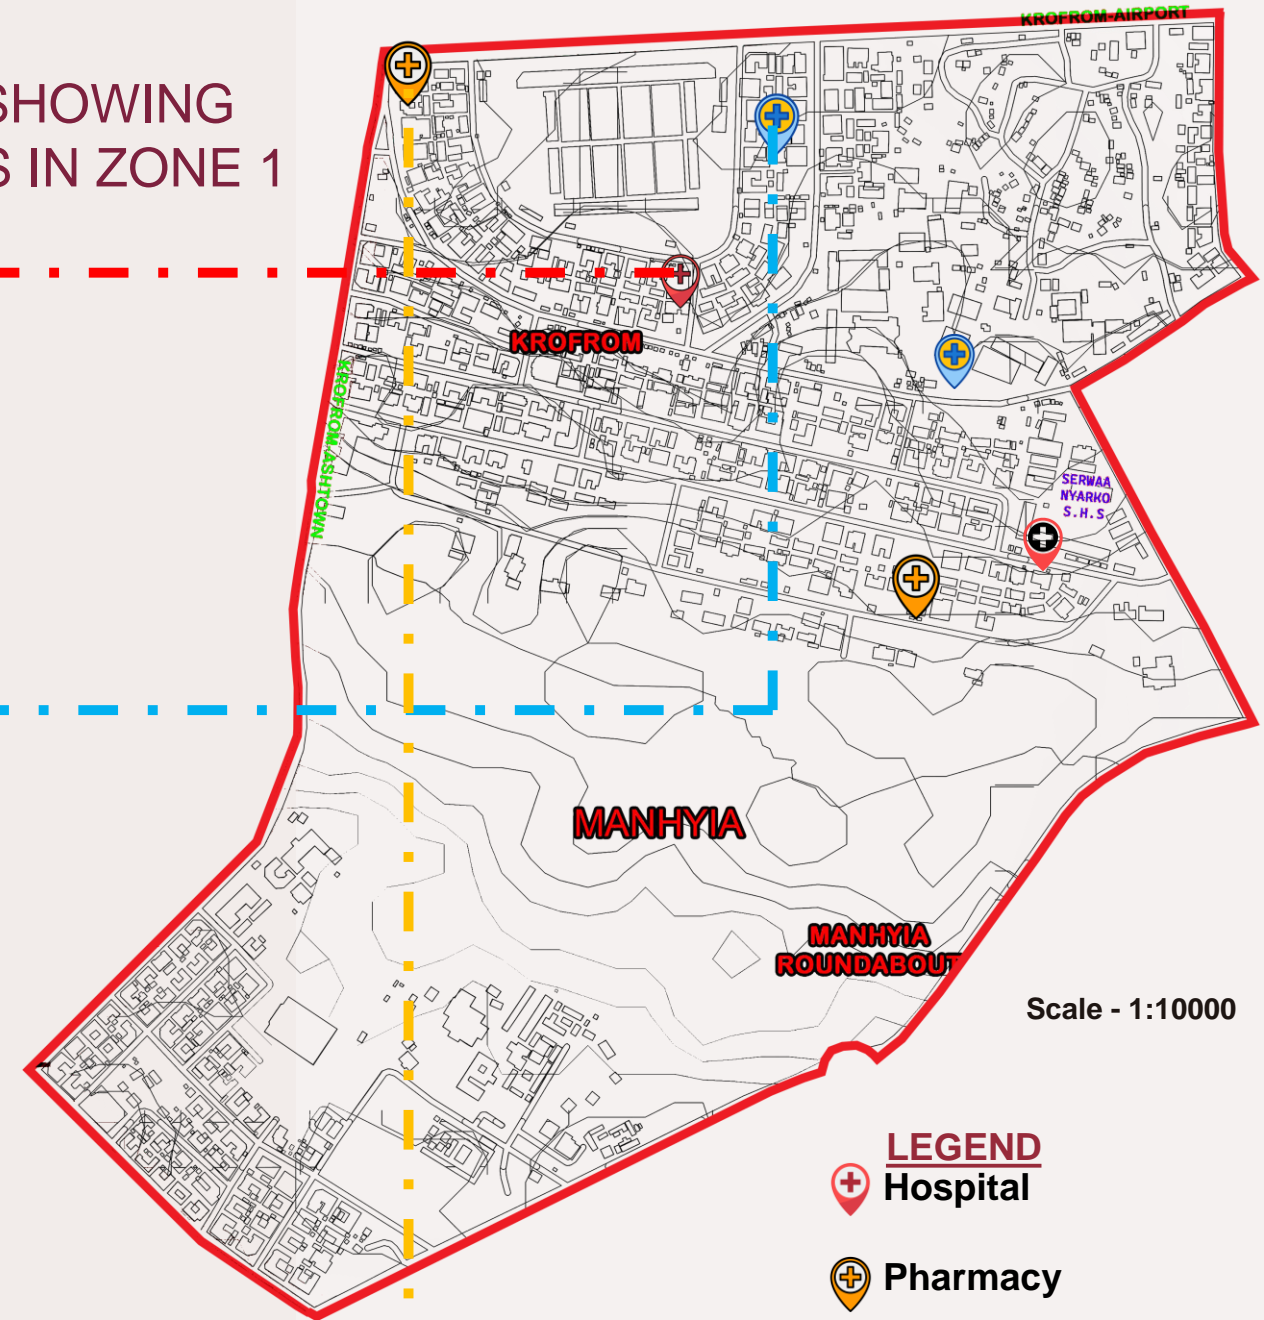 SHOWING
S IN ZONE 1
KROFROM-AIRPORT
KROFROM
KROFROM-ASHTOWN
SERWAA
NYARKO
S.H.S
MANHYIA
MANHYIA
ROUNDABOUT
Scale - 1:10000
LEGEND
Hospital
Pharmacy